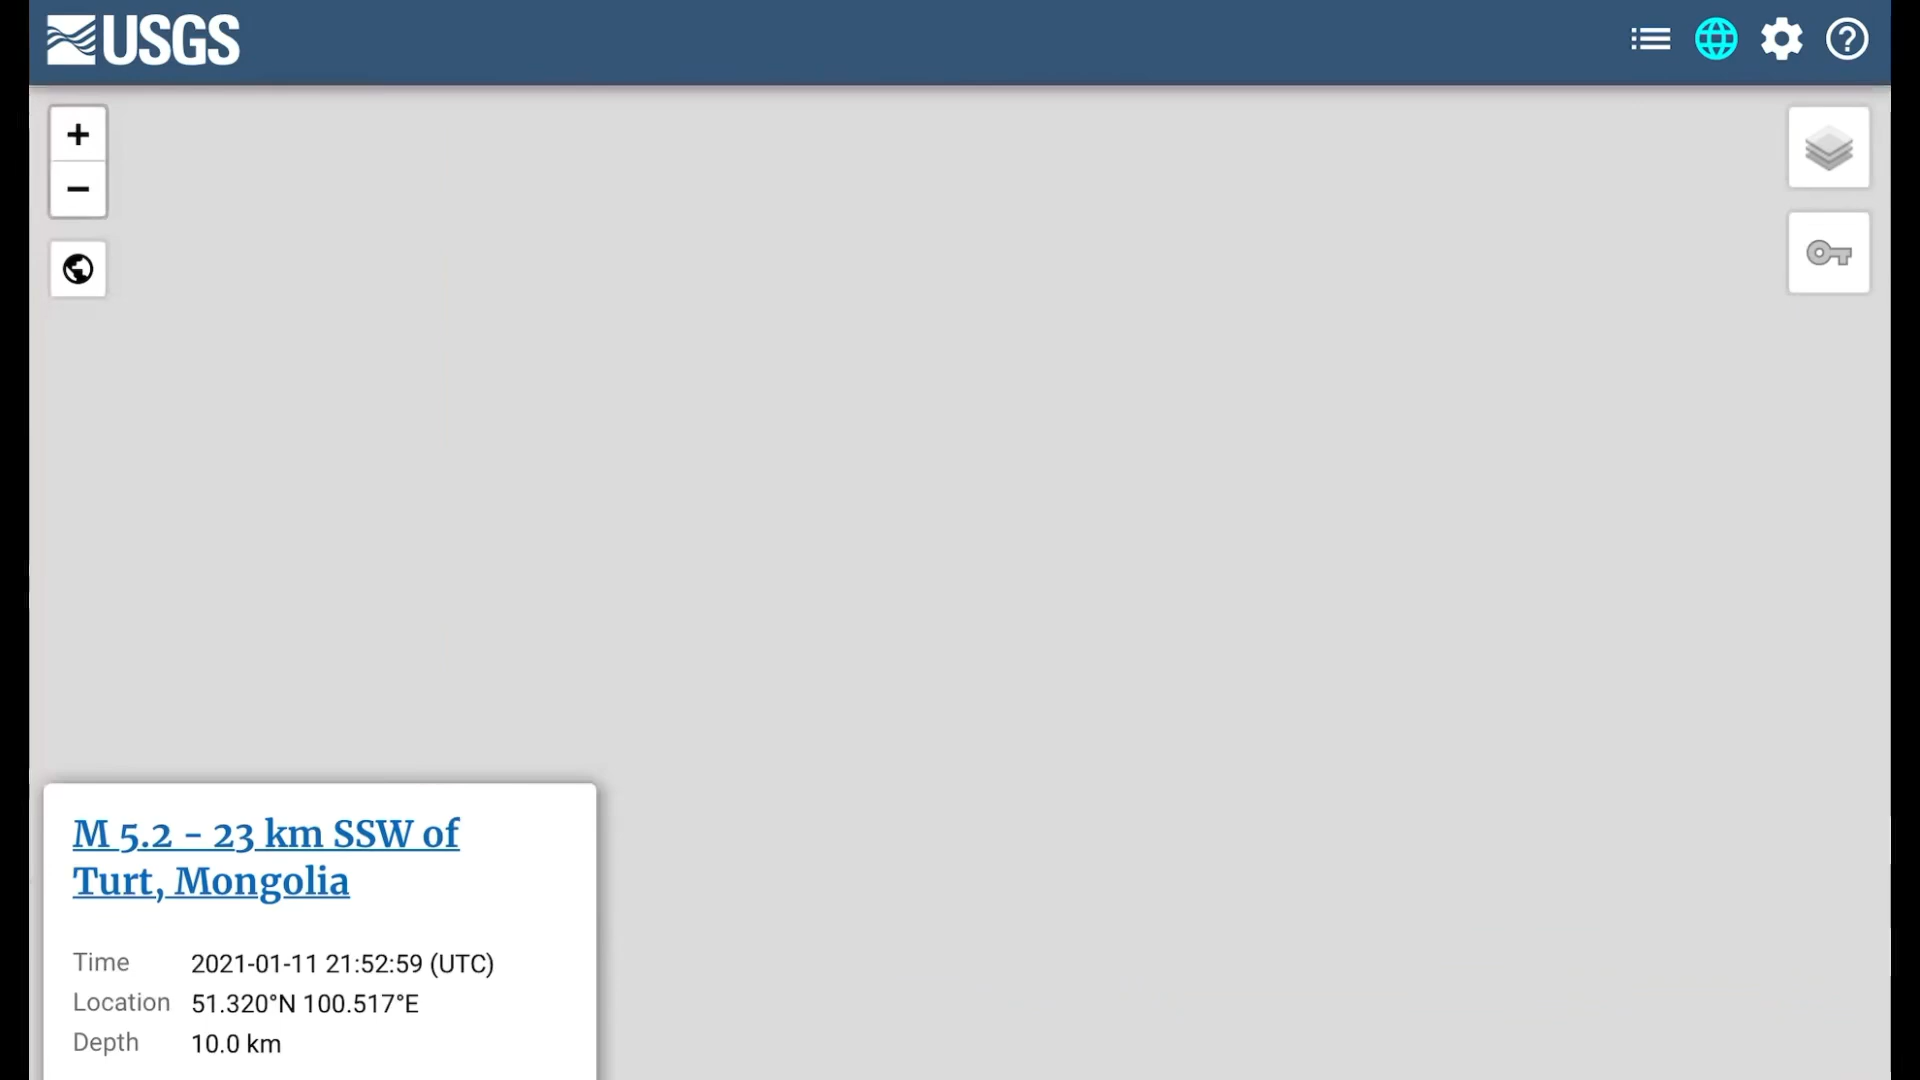 USGS
M 5.2 - 23 km SSW of
Turt, Mongolia
Time 2021-01-11 21:52:59 (UTC)
Location 51.320°N 100.517°E
Depth 10.0 km